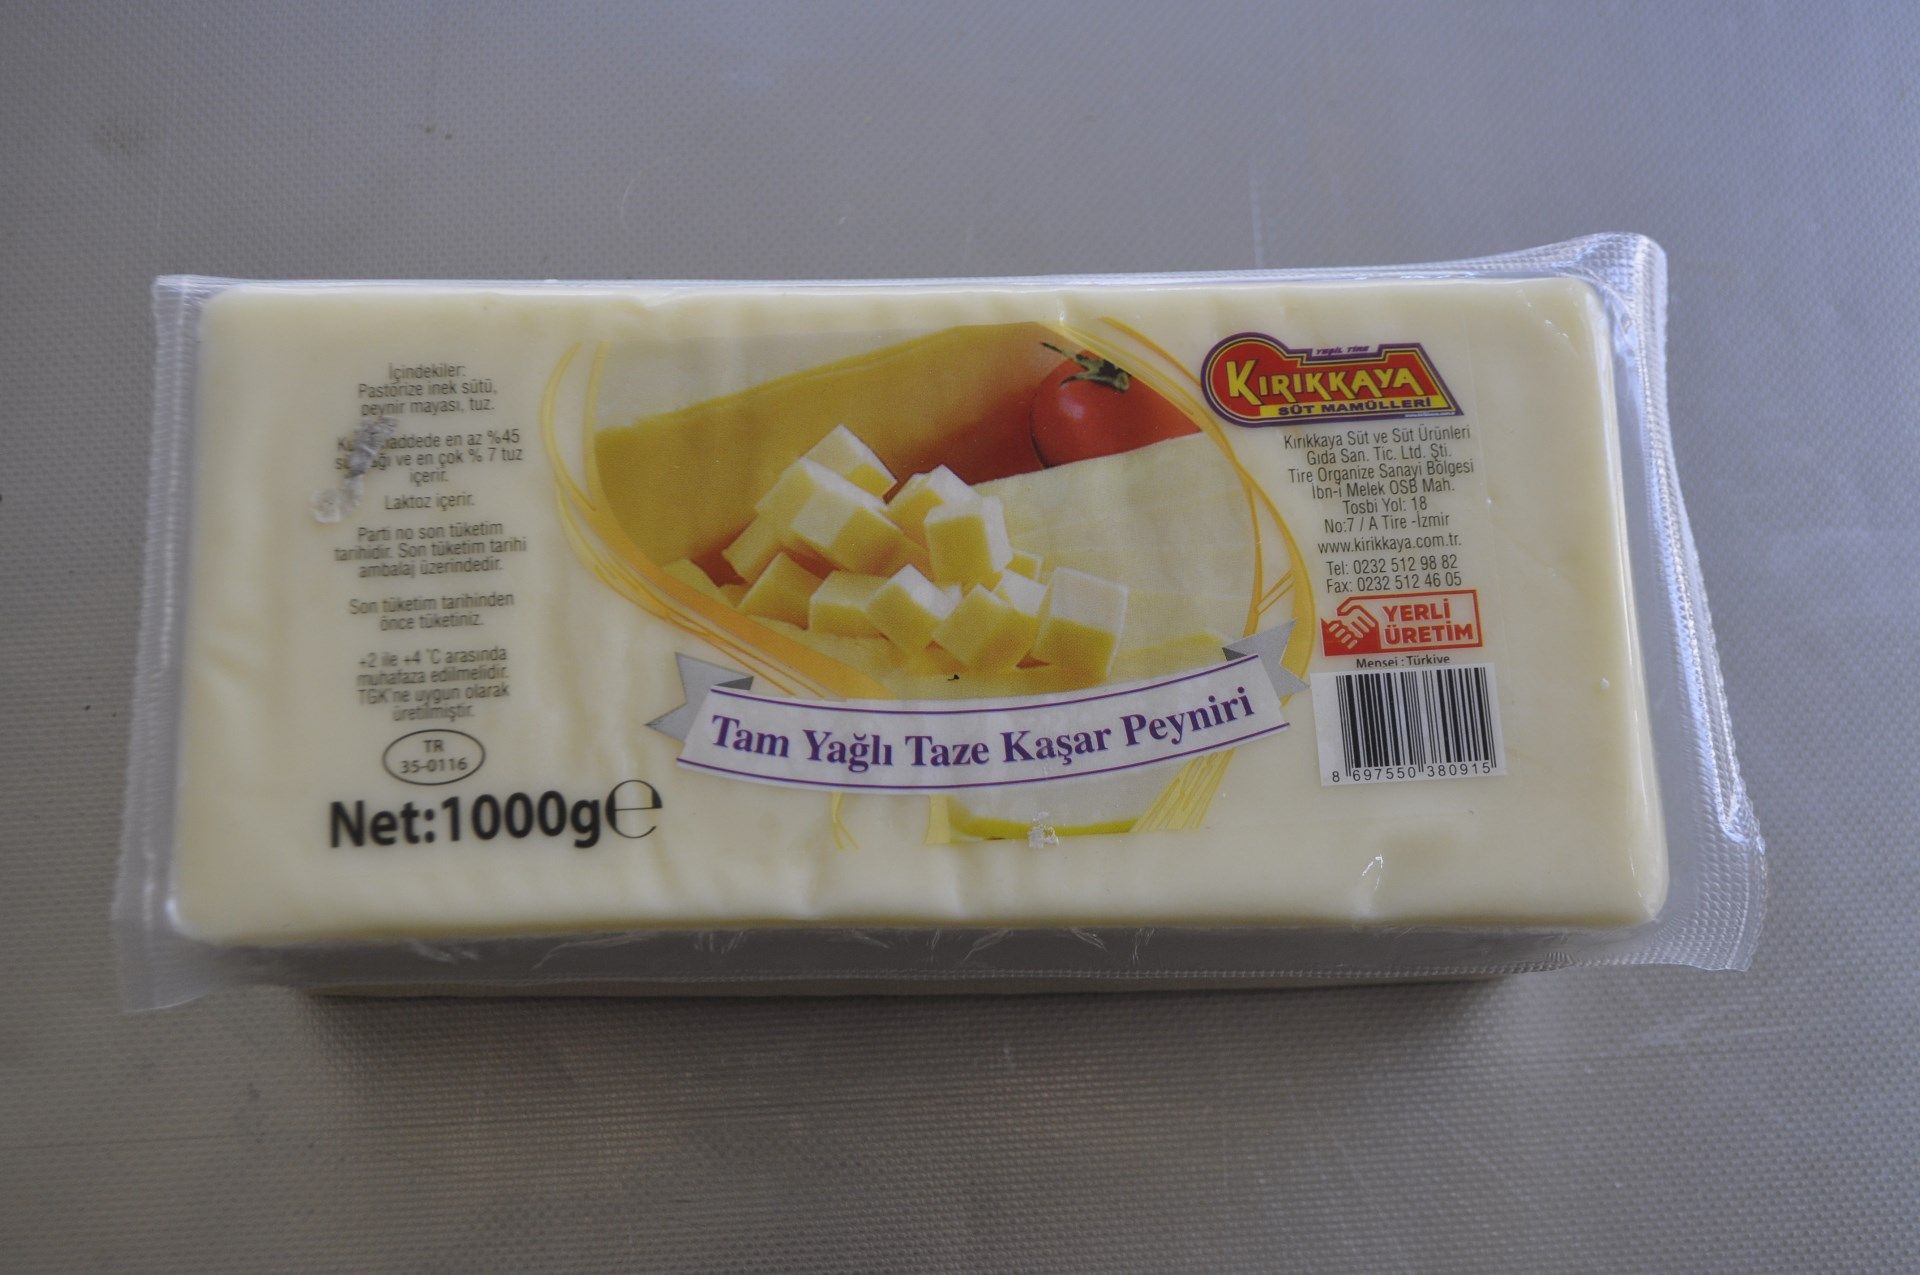 İçindekiler:
Pastörize inek sütü,
peynir mayası, tuz.
en az %45
ve en çok % 7 tuz
içerir.
Laktoz içerir.
Parti no son tüketim
tarihidir. Son tüketim tarihi
ambalaj üzerindedir.
Son tüketim tarihinden
önce tüketiniz.
+2 ile +4 °C arasında
muhafaza edilmelidir.
TGK'ne uygun olarak
üretilmiştir.
TR
35-0116
Net:1000g℮
Tam Yağlı Taze Kaşar Peyniri
YEŞİL TİRE
KIRIKKAYA
SÜT MAMÜLLERİ
Kırıkkaya Süt ve Süt Ürünleri
Gıda San. Tic. Ltd. Şti.
Tire Organize Sanayi Bölgesi
İbn-i Melek OSB Mah.
Tosbi Yol: 18
No:7 / A Tire -İzmir
www.kirikkaya.com.tr.
Tel: 0232 512 98 82
Fax: 0232 512 46 05
YERLİ
ÜRETİM
Menşei : Türkiye
8 697550 380915